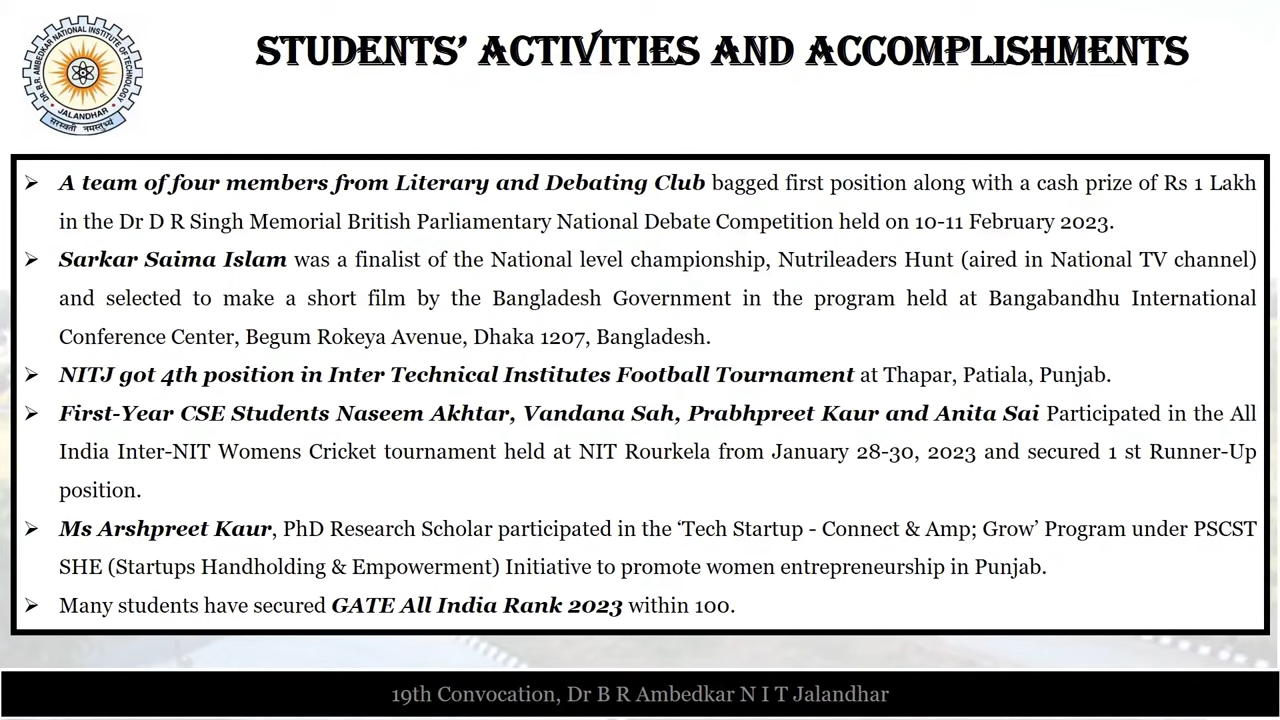 DR. B.R. AMBEDKAR NATIONAL INSTITUTE OF TECHNOLOGY
JALANDHAR
सरस्वती नमस्तुभ्यं
STUDENTS’ ACTIVITIES AND ACCOMPLISHMENTS
➢ A team of four members from Literary and Debating Club bagged first position along with a cash prize of Rs 1 Lakh
in the Dr D R Singh Memorial British Parliamentary National Debate Competition held on 10-11 February 2023.
➢ Sarkar Saima Islam was a finalist of the National level championship, Nutrileaders Hunt (aired in National TV channel)
and selected to make a short film by the Bangladesh Government in the program held at Bangabandhu International
Conference Center, Begum Rokeya Avenue, Dhaka 1207, Bangladesh.
➢ NITJ got 4th position in Inter Technical Institutes Football Tournament at Thapar, Patiala, Punjab.
➢ First-Year CSE Students Naseem Akhtar, Vandana Sah, Prabhpreet Kaur and Anita Sai Participated in the All
India Inter-NIT Womens Cricket tournament held at NIT Rourkela from January 28-30, 2023 and secured 1 st Runner-Up
position.
➢ Ms Arshpreet Kaur, PhD Research Scholar participated in the ‘Tech Startup - Connect & Amp; Grow’ Program under PSCST
SHE (Startups Handholding & Empowerment) Initiative to promote women entrepreneurship in Punjab.
➢ Many students have secured GATE All India Rank 2023 within 100.
19th Convocation, Dr B R Ambedkar N I T Jalandhar